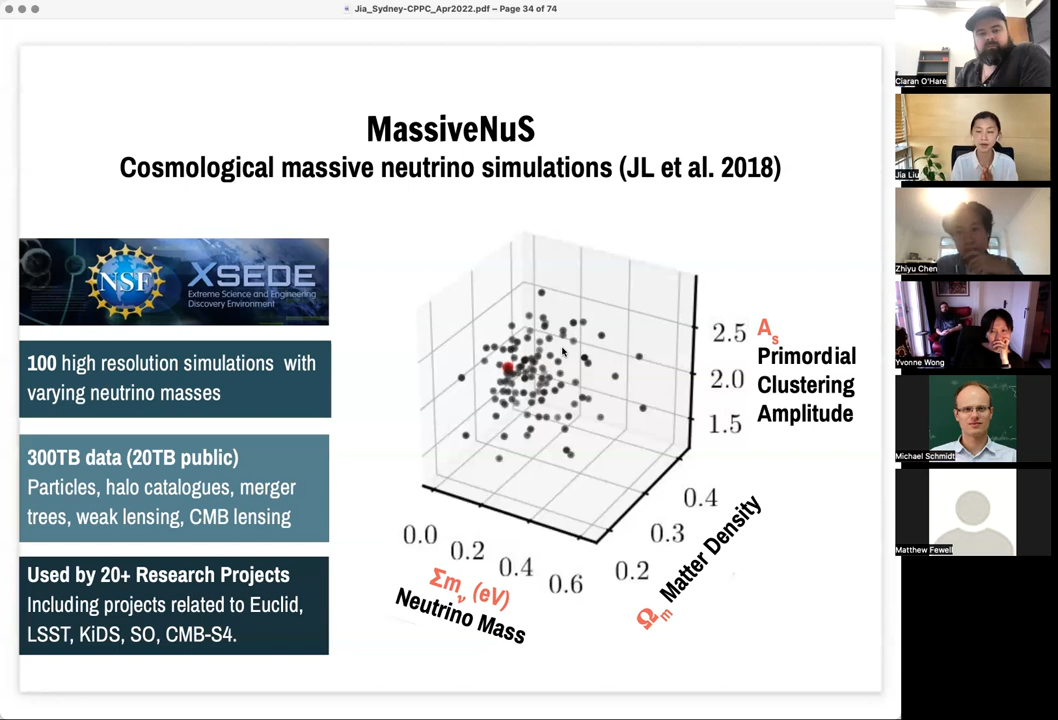 Jia_Sydney-CPPC_Apr2022.pdf – Page 34 of 74
MassiveNuS
Cosmological massive neutrino simulations (JL et al. 2018)
NSF
XSEDE
Extreme Science and Engineering
Discovery Environment
100 high resolution simulations with
varying neutrino masses
300TB data (20TB public)
Particles, halo catalogues, merger
trees, weak lensing, CMB lensing
Used by 20+ Research Projects
Including projects related to Euclid,
LSST, KiDS, SO, CMB-S4.
2.5
2.0
1.5
As
Primordial
Clustering
Amplitude
0.4
0.3
0.2
Ωm Matter Density
0.0
0.2
0.4
0.6
Σmν (eV)
Neutrino Mass
Ciaran O'Hare
Jia Liu
Zhiyu Chen
Yvonne Wong
Michael Schmidt
Matthew Fewell